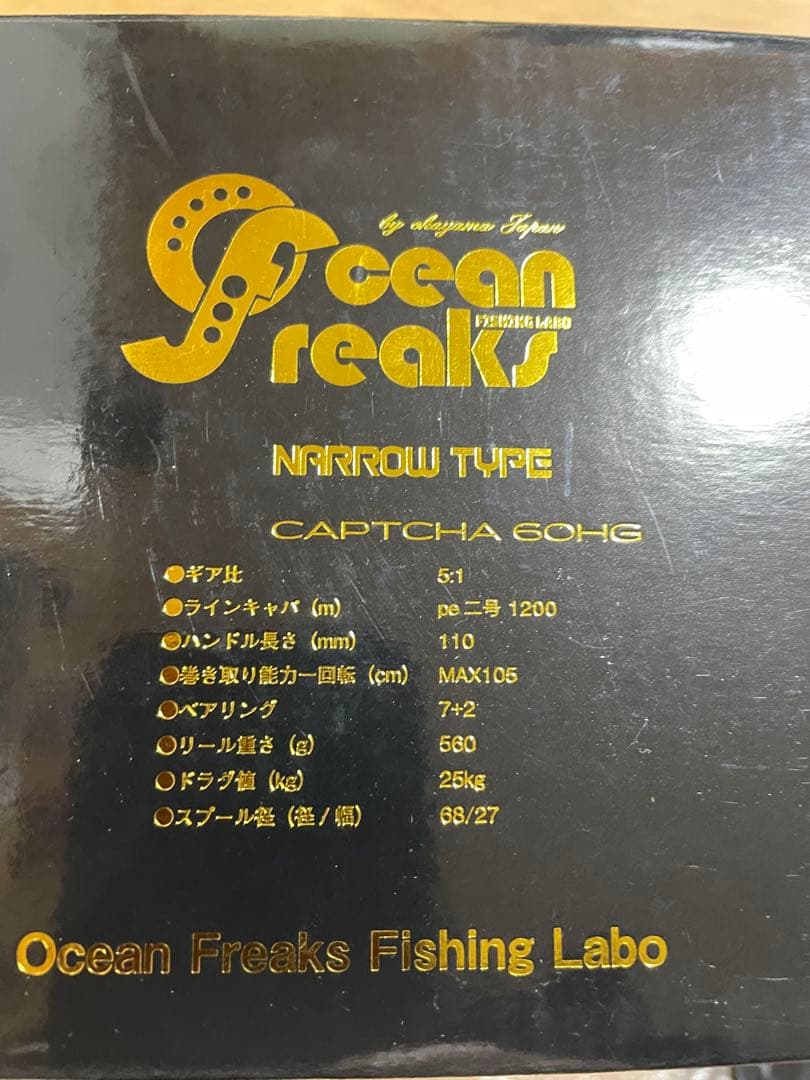 by okayama Japan
Ocean
FISHING LABO
freaks
NARROW TYPE
CAPTCHA 60HG
●ギア比 5:1
●ラインキャパ (m) pe二号 1200
●ハンドル長さ (mm) 110
●巻き取り能力一回転 (cm) MAX105
●ベアリング 7+2
●リール重さ (g) 560
●ドラグ値 (kg) 25kg
●スプール径 (径/幅) 68/27
Ocean Freaks Fishing Labo